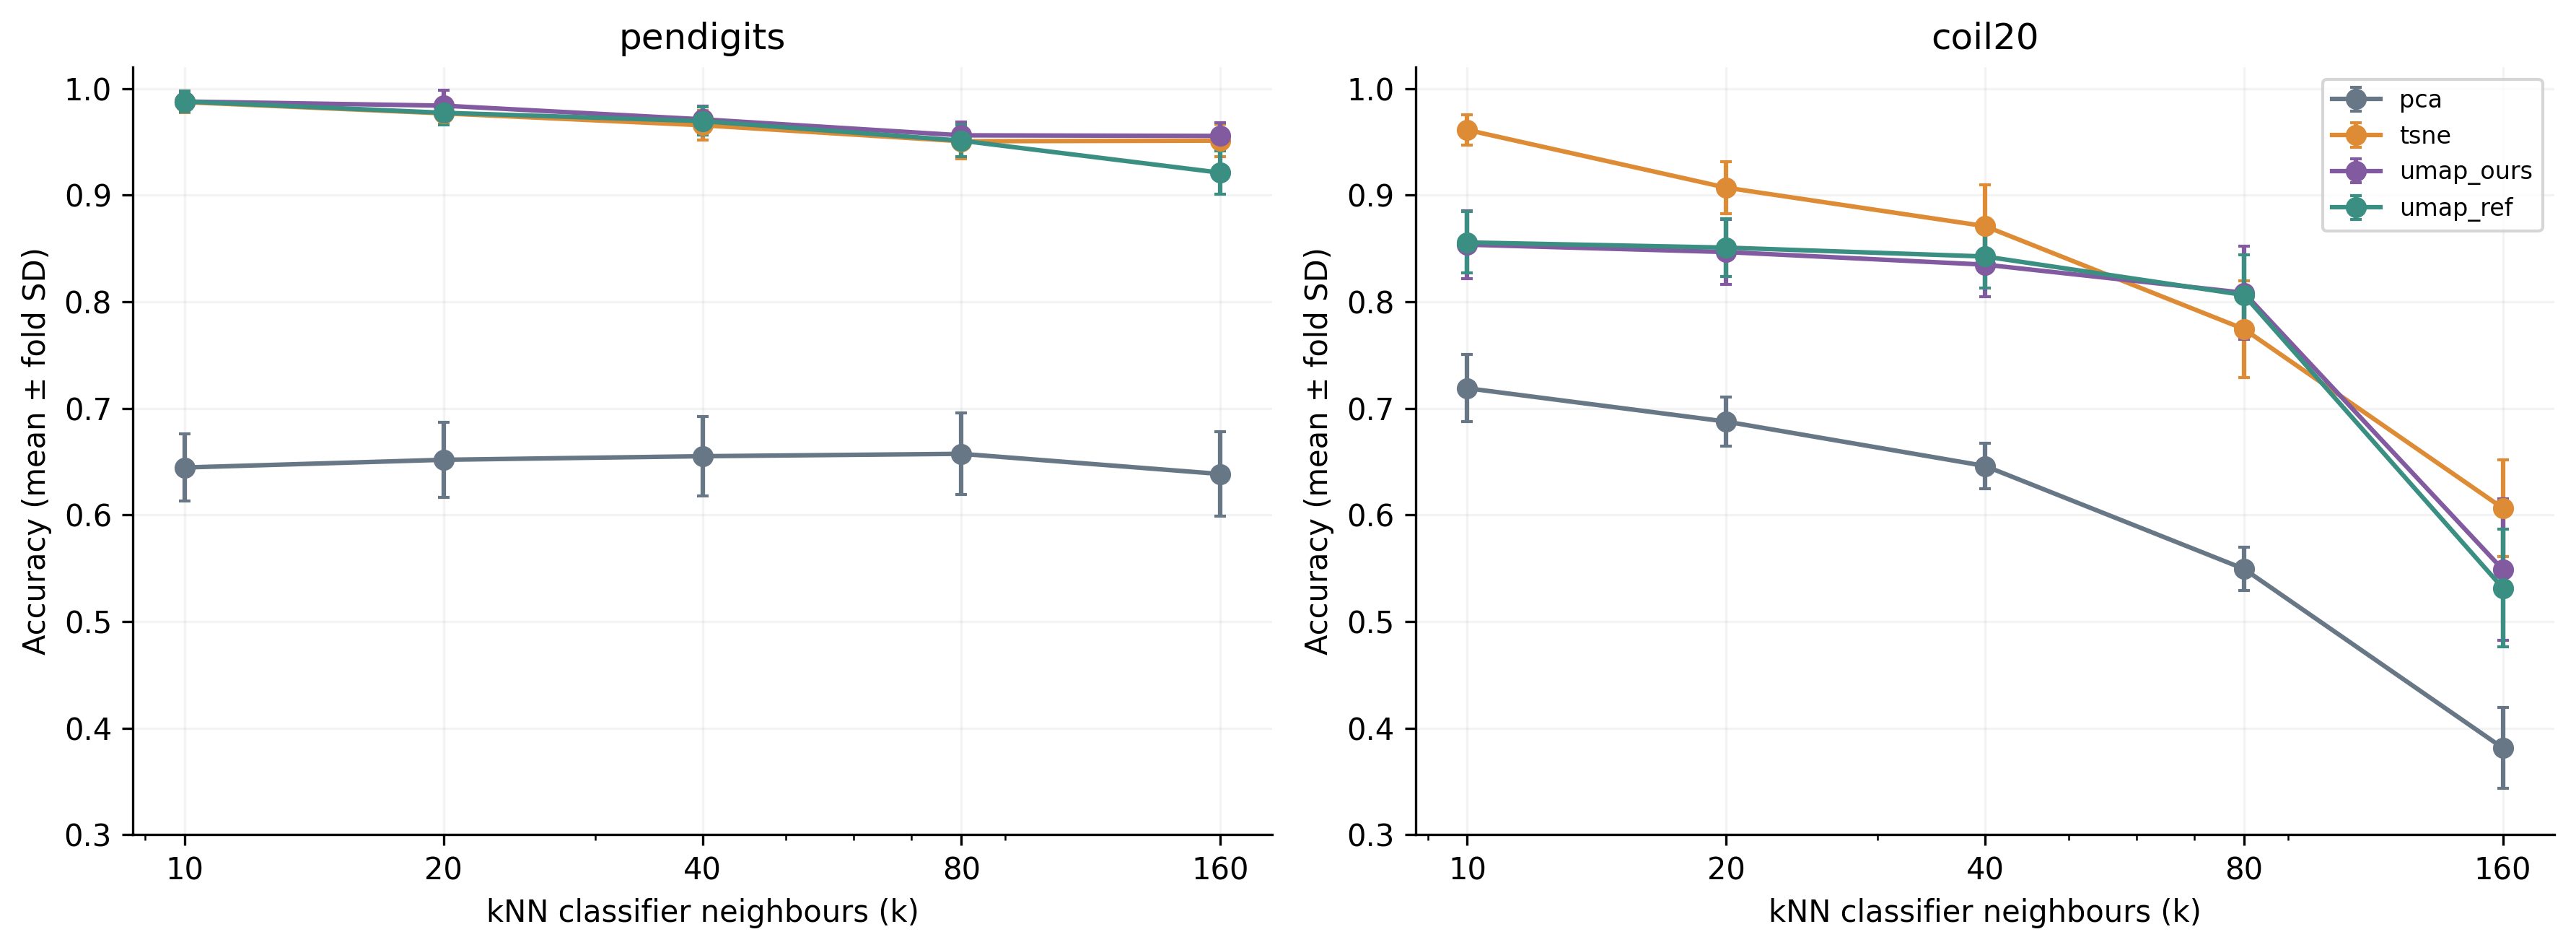 pendigits
1.0
0.9
0.8
0.7
0.6
0.5
0.4
0.3
Accuracy (mean ± fold SD)
10 20 40 80 160
kNN classifier neighbours (k)
coil20
1.0
0.9
0.8
0.7
0.6
0.5
0.4
0.3
Accuracy (mean ± fold SD)
pca
tsne
umap_ours
umap_ref
10 20 40 80 160
kNN classifier neighbours (k)